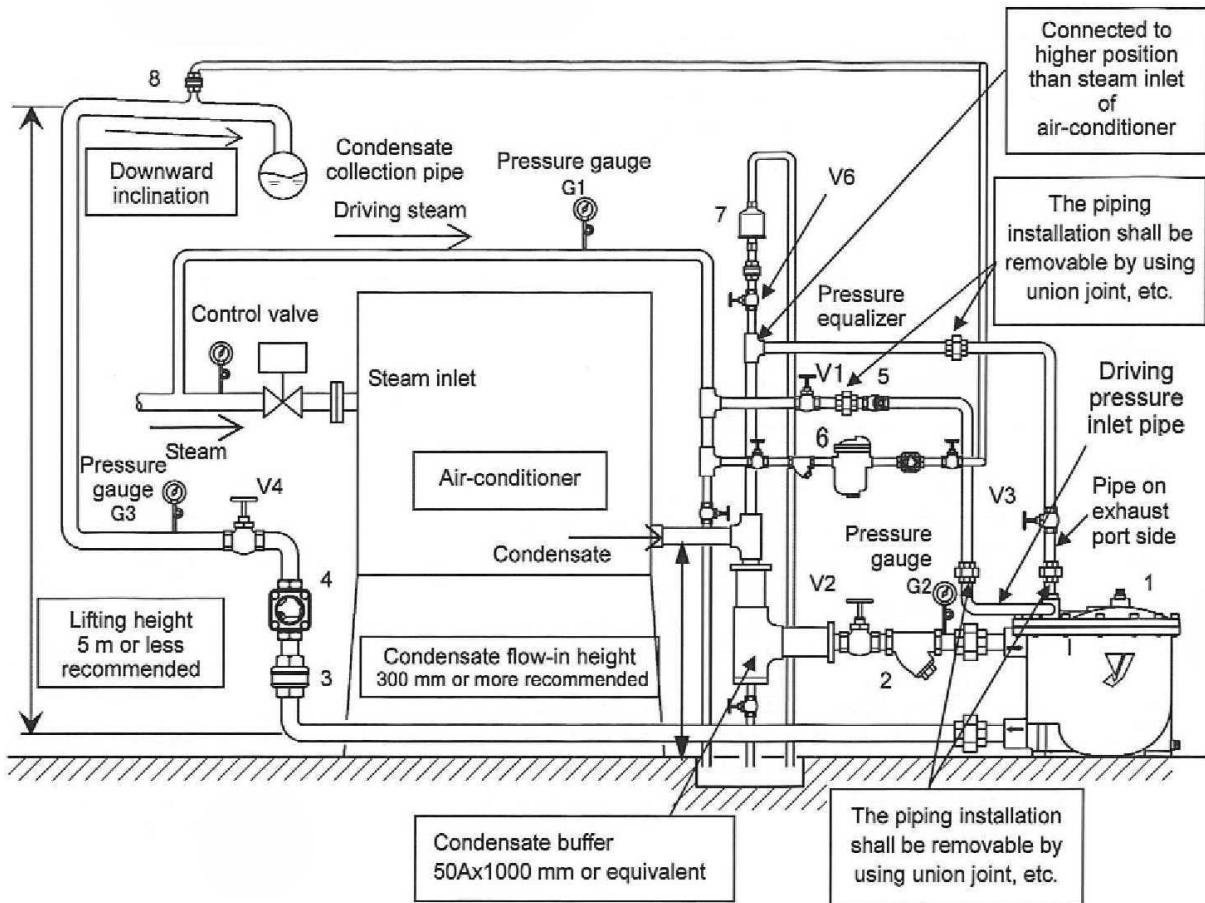 Connected to
higher position
than steam inlet
of
air-conditioner
8
Downward
inclination
Condensate
collection pipe
Driving steam
Pressure gauge
G1
7
V6
The piping
installation shall be
removable by using
union joint, etc.
Control valve
Pressure
equalizer
Steam inlet
V1
5
Driving
pressure
inlet pipe
Steam
6
Pressure
gauge
G3
V4
Air-conditioner
V3
Pipe on
exhaust
port side
Condensate
Pressure
gauge
G2
1
4
V2
Lifting height
5 m or less
recommended
Condensate flow-in height
300 mm or more recommended
3
2
Condensate buffer
50Ax1000 mm or equivalent
The piping installation
shall be removable by
using union joint, etc.